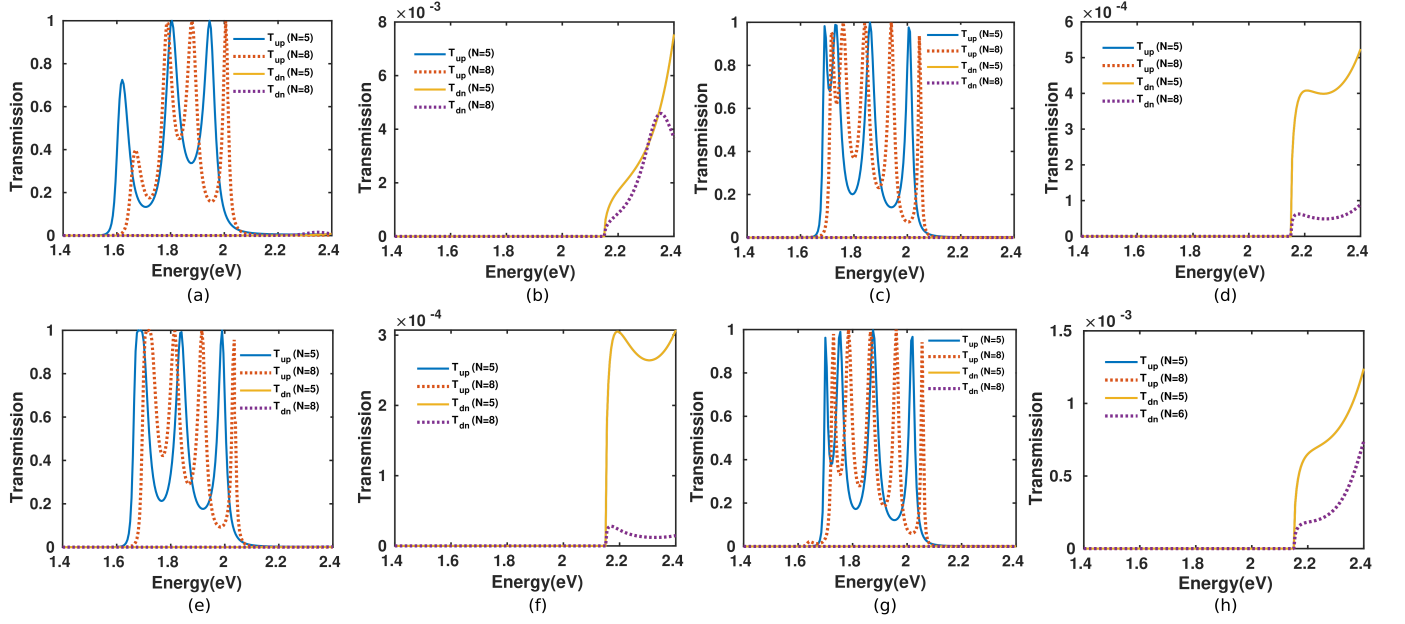 1
0.8
0.6
0.4
0.2
0
Transmission
1.4 1.6 1.8 2 2.2 2.4
Energy(eV)
T up (N=5)
T up (N=8)
T dn (N=5)
T dn (N=8)
(a)
×10 -3
8
6
4
2
0
Transmission
1.4 1.6 1.8 2 2.2 2.4
Energy(eV)
T up (N=5)
T up (N=8)
T dn (N=5)
T dn (N=8)
(b)
1
0.8
0.6
0.4
0.2
0
Transmission
1.4 1.6 1.8 2 2.2 2.4
Energy(eV)
T up (N=5)
T up (N=8)
T dn (N=5)
T dn (N=8)
(c)
×10 -4
6
5
4
3
2
1
0
Transmission
1.4 1.6 1.8 2 2.2 2.4
Energy(eV)
T up (N=5)
T up (N=8)
T dn (N=5)
T dn (N=8)
(d)
1
0.8
0.6
0.4
0.2
0
Transmission
1.4 1.6 1.8 2 2.2 2.4
Energy(eV)
T up (N=5)
T up (N=8)
T dn (N=5)
T dn (N=8)
(e)
×10 -4
3
2
1
0
Transmission
1.4 1.6 1.8 2 2.2 2.4
Energy(eV)
T up (N=5)
T up (N=8)
T dn (N=5)
T dn (N=8)
(f)
1
0.8
0.6
0.4
0.2
0
Transmission
1.4 1.6 1.8 2 2.2 2.4
Energy(eV)
T up (N=5)
T up (N=8)
T dn (N=5)
T dn (N=8)
(g)
×10 -3
1.5
1
0.5
0
Transmission
1.4 1.6 1.8 2 2.2 2.4
Energy(eV)
T up (N=5)
T up (N=8)
T dn (N=5)
T dn (N=6)
(h)